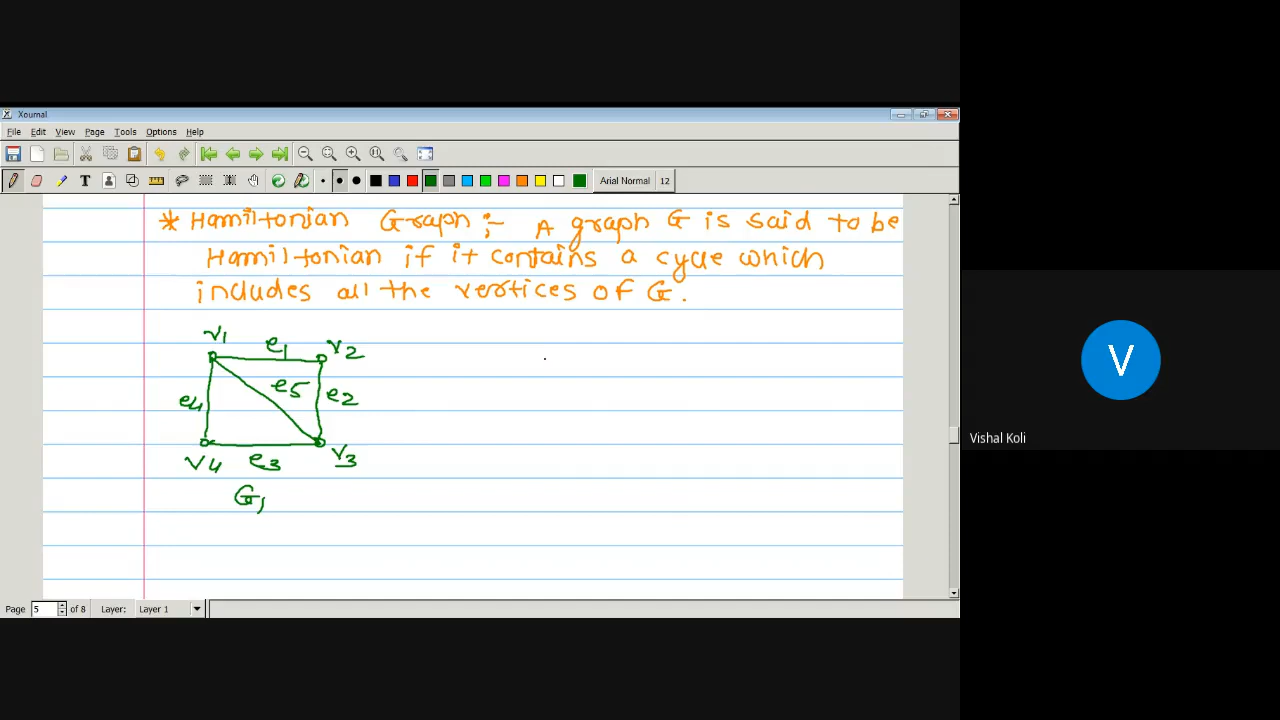 Xournal
File Edit View Page Tools Options Help
Arial Normal 12
* Hamiltonian Graph :- A graph G is said to be
Hamiltonian if it contains a cycle which
includes all the vertices of G.
v1 e1 v2
e5
e4 e2
v4 e3 v3
G1
Page 5 of 8 Layer: Layer 1
V
Vishal Koli